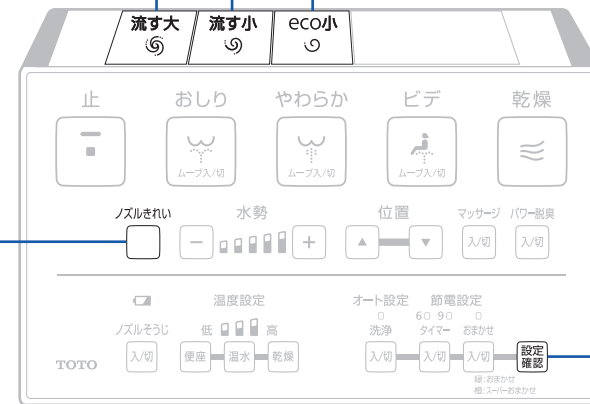 流す大 流す小 eco小
止 おしり やわらか ビデ 乾燥
ムーブ入/切 ムーブ入/切 ムーブ入/切
ノズルきれい 水勢 位置 マッサージ パワー脱臭
− + ▲ ▼ 入/切 入/切
温度設定 オート設定 節電設定
6 9
ノズルそうじ 低 高 洗浄 タイマー おまかせ
TOTO 入/切 便座 温水 乾燥 入/切 入/切 入/切 設定確認
緑:おまかせ
橙:スーパーおまかせ